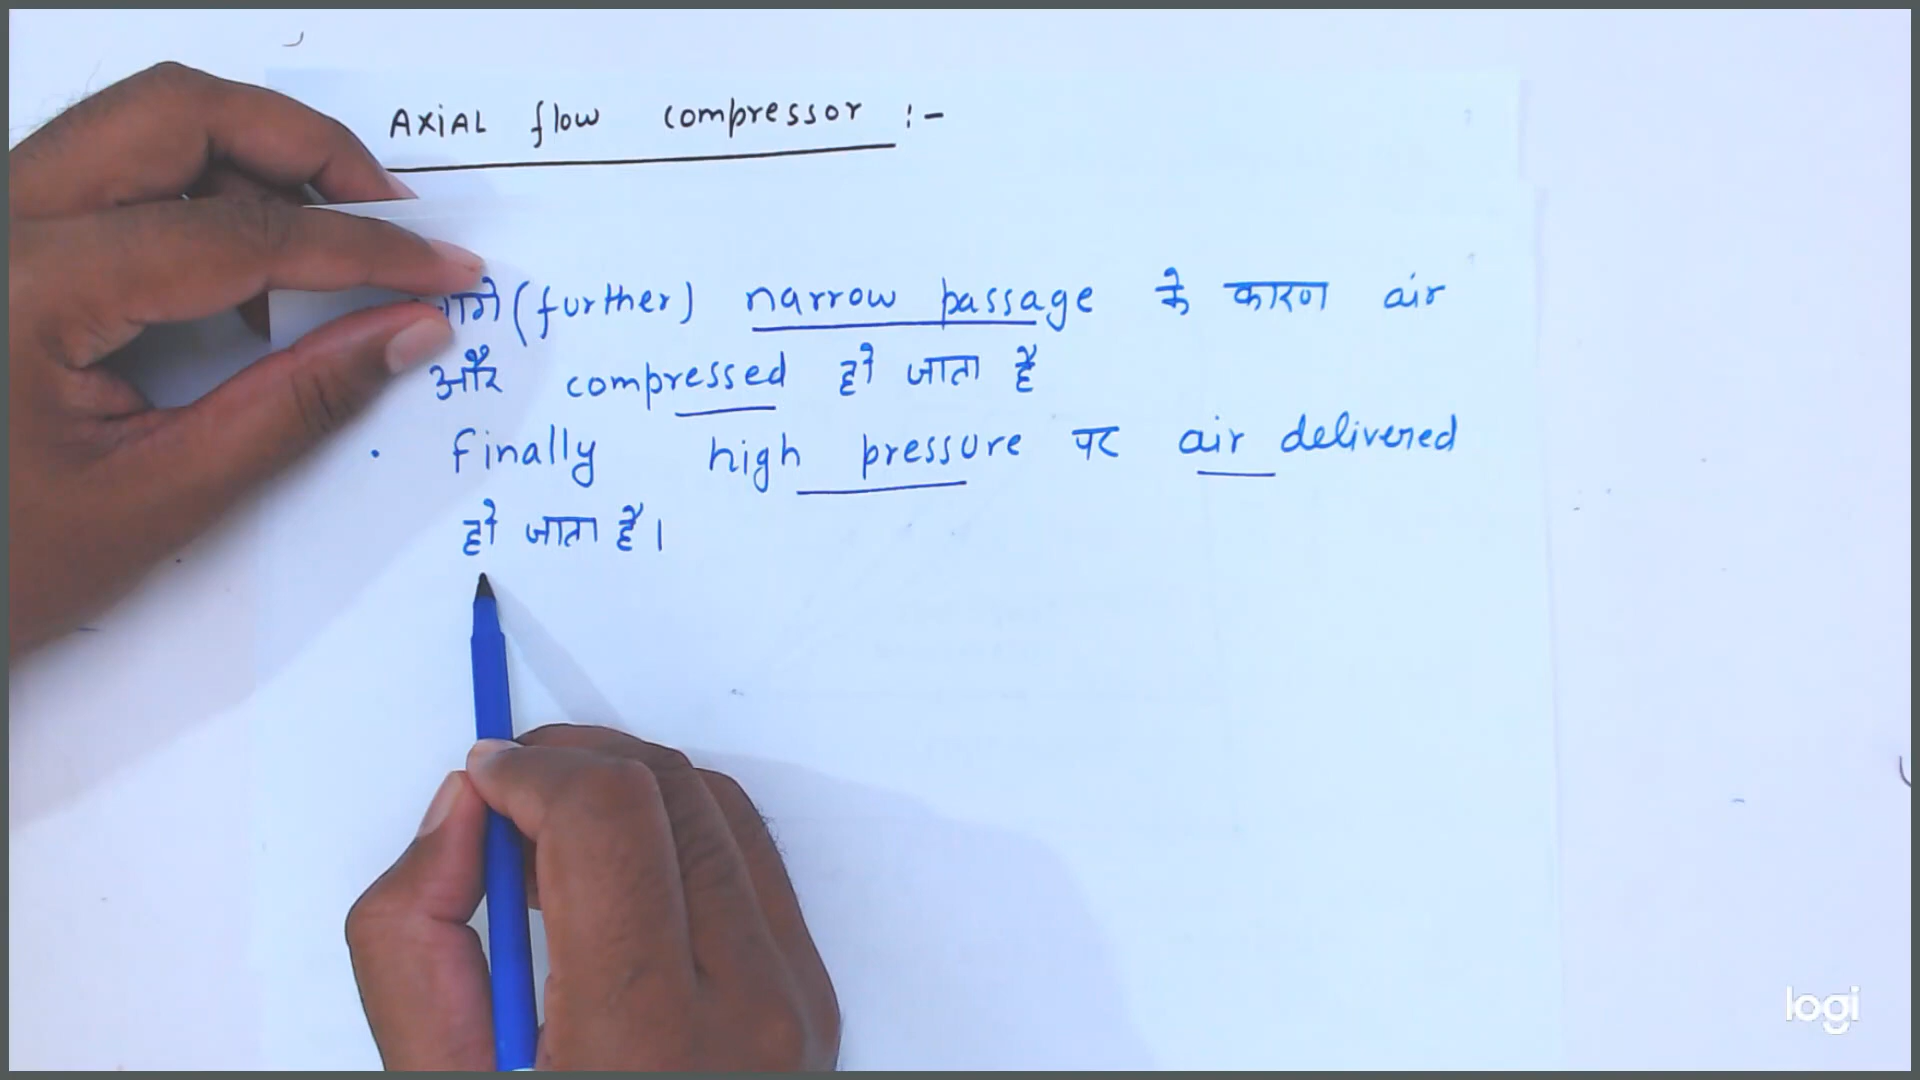 AXIAL flow compressor :-
(further) narrow passage के कारण air
और compressed हो जाता है
. Finally high pressure पर air delivered
हो जाता है।
logi